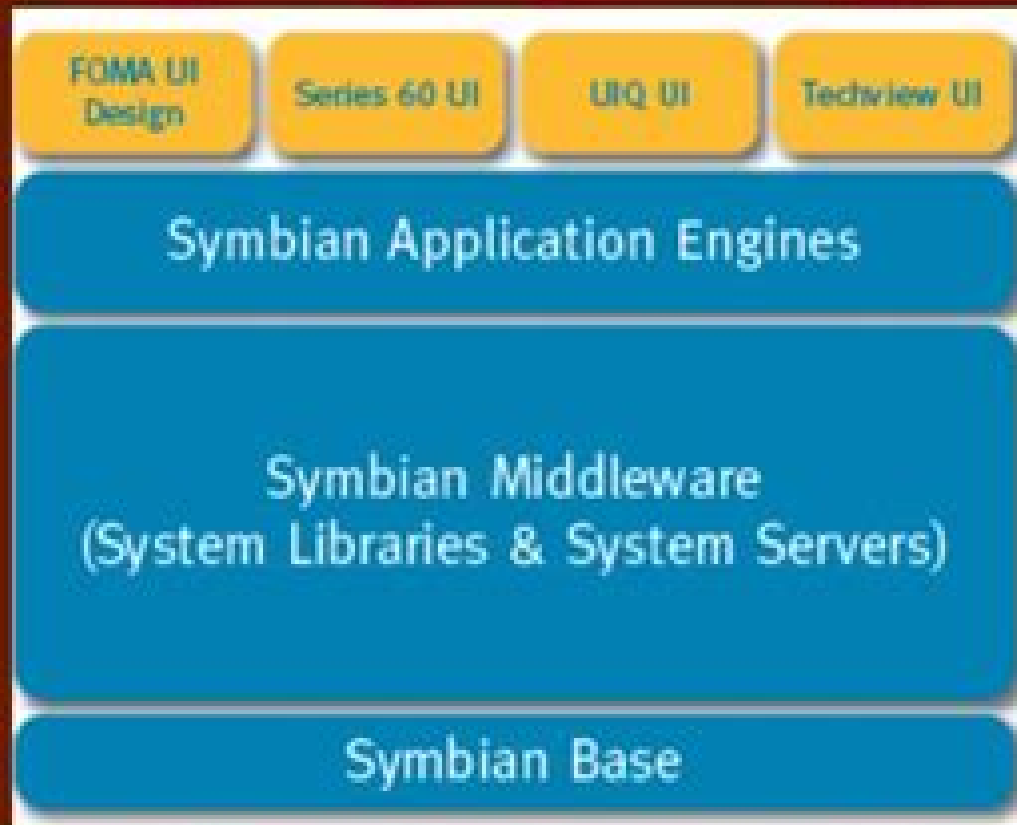 FOMA UI
Design
Series 60 UI
UIQ UI
Techview UI
Symbian Application Engines
Symbian Middleware
(System Libraries & System Servers)
Symbian Base